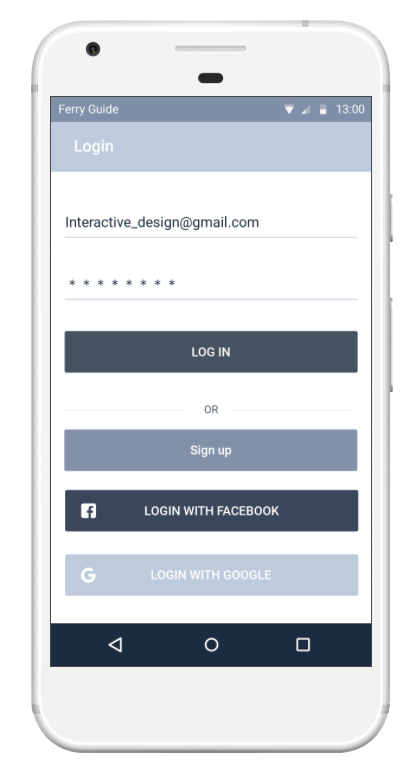 Ferry Guide 13:00
Login
Interactive_design@gmail.com
* * * * * * * *
LOG IN
OR
Sign up
LOGIN WITH FACEBOOK
G LOGIN WITH GOOGLE